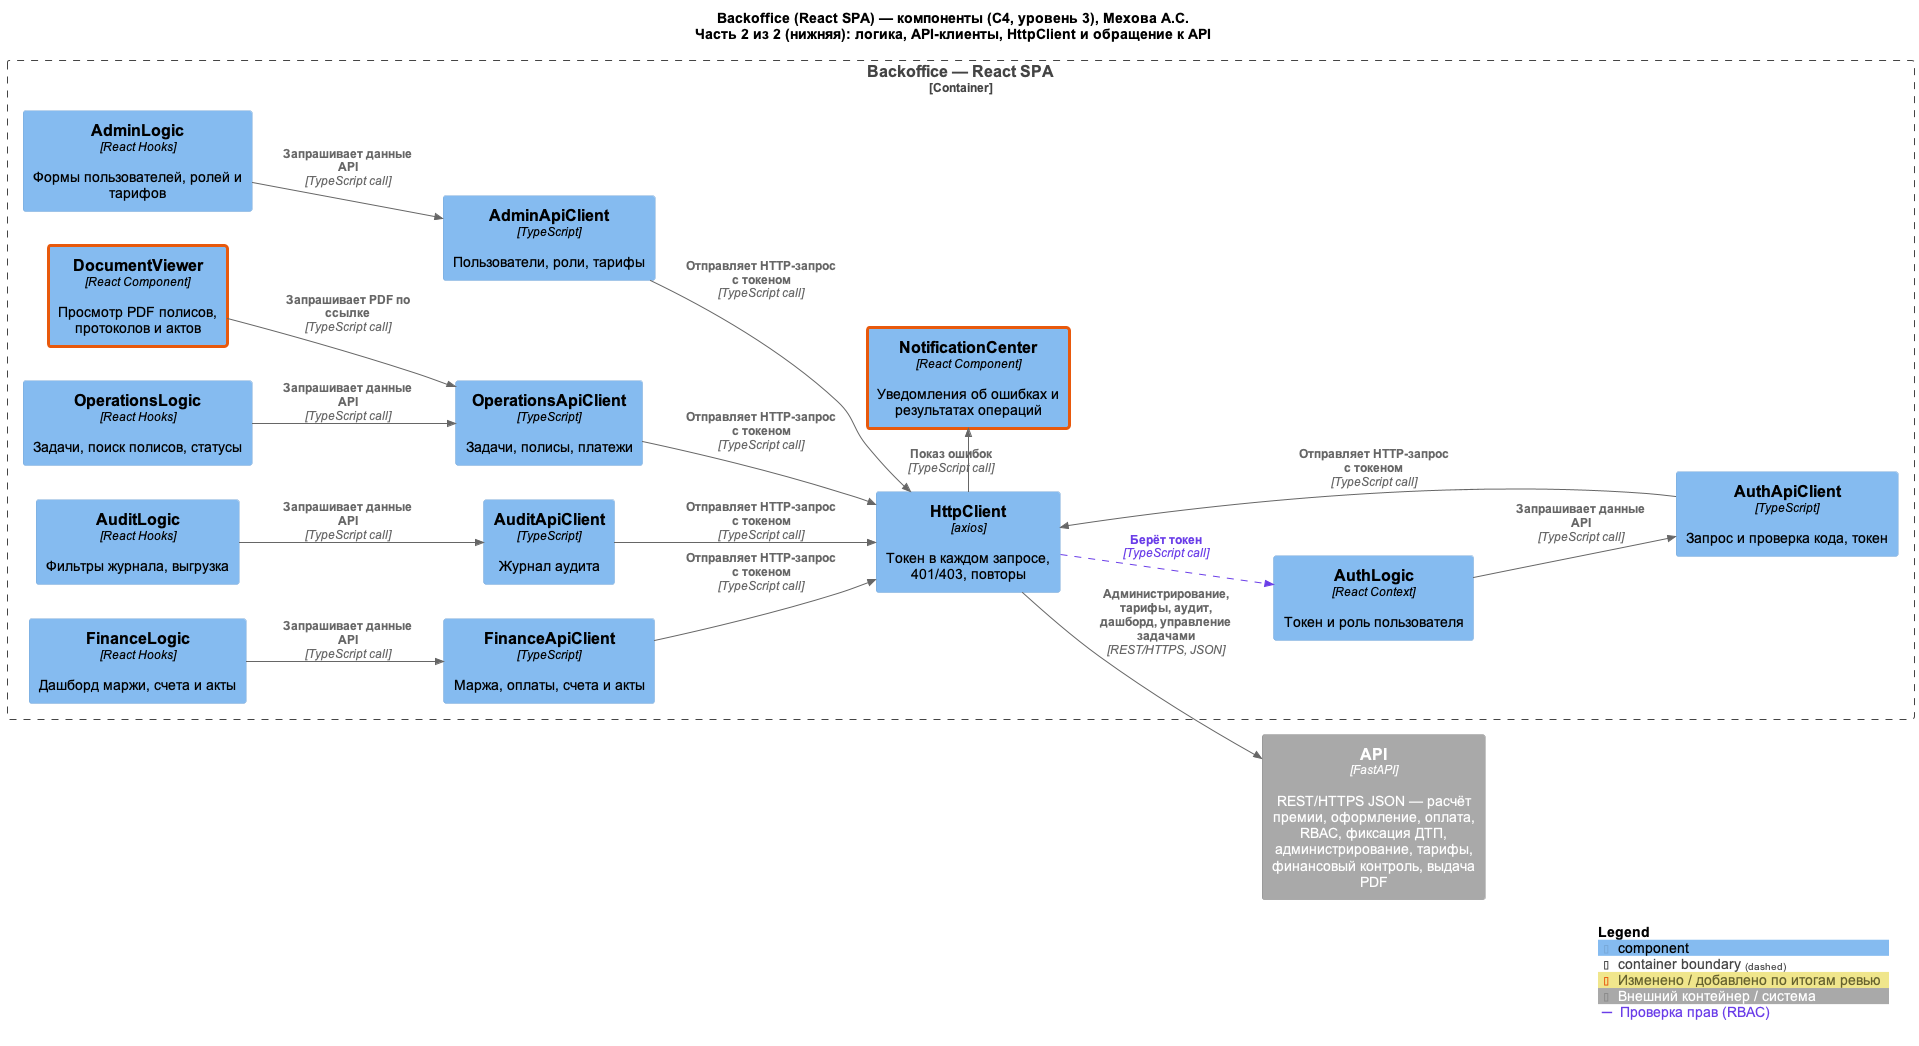 Backoffice (React SPA) — компоненты (C4, уровень 3), Мехова А.С.
Часть 2 из 2 (нижняя): логика, API-клиенты, HttpClient и обращение к API
Backoffice — React SPA
[Container]
AdminLogic
[React Hooks]
Формы пользователей, ролей и
тарифов
Запрашивает данные
API
[TypeScript call]
AdminApiClient
[TypeScript]
Пользователи, роли, тарифы
Отправляет HTTP-запрос
с токеном
[TypeScript call]
DocumentViewer
[React Component]
Просмотр PDF полисов,
протоколов и актов
Запрашивает PDF по
ссылке
[TypeScript call]
NotificationCenter
[React Component]
Уведомления об ошибках и
результатах операций
OperationsLogic
[React Hooks]
Задачи, поиск полисов, статусы
Запрашивает данные
API
[TypeScript call]
OperationsApiClient
[TypeScript]
Задачи, полисы, платежи
Отправляет HTTP-запрос
с токеном
[TypeScript call]
Показ ошибок
[TypeScript call]
Отправляет HTTP-запрос
с токеном
[TypeScript call]
AuthApiClient
[TypeScript]
Запрос и проверка кода, токен
AuditLogic
[React Hooks]
Фильтры журнала, выгрузка
Запрашивает данные
API
[TypeScript call]
AuditApiClient
[TypeScript]
Журнал аудита
Отправляет HTTP-запрос
с токеном
[TypeScript call]
HttpClient
[axios]
Токен в каждом запросе,
401/403, повторы
Берёт токен
[TypeScript call]
Запрашивает данные
API
[TypeScript call]
AuthLogic
[React Context]
Токен и роль пользователя
Отправляет HTTP-запрос
с токеном
[TypeScript call]
Администрирование,
тарифы, аудит,
дашборд, управление
задачами
[REST/HTTPS, JSON]
FinanceLogic
[React Hooks]
Дашборд маржи, счета и акты
Запрашивает данные
API
[TypeScript call]
FinanceApiClient
[TypeScript]
Маржа, оплаты, счета и акты
API
[FastAPI]
REST/HTTPS JSON — расчёт
премии, оформление, оплата,
RBAC, фиксация ДТП,
администрирование, тарифы,
финансовый контроль, выдача
PDF
Legend
component
container boundary (dashed)
Изменено / добавлено по итогам ревью
Внешний контейнер / система
Проверка прав (RBAC)